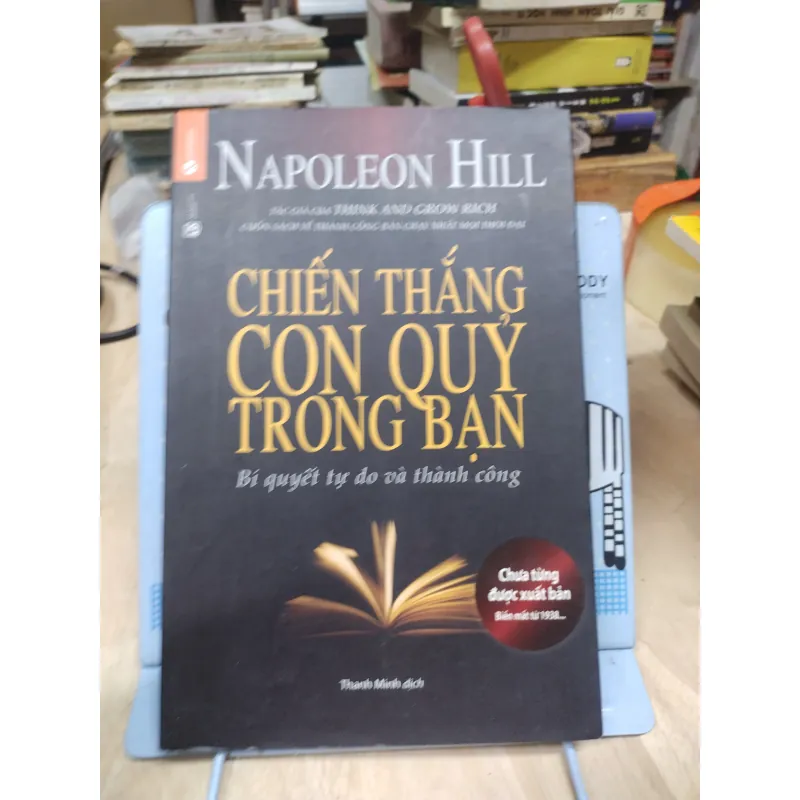 NAPOLEON HILL
Tác giả của THINK AND GROW RICH
CUỐN SÁCH VỀ THÀNH CÔNG BÁN CHẠY NHẤT MỌI THỜI ĐẠI
CHIẾN THẮNG
CON QUỶ
TRONG BẠN
Bí quyết tự do và thành công
Chưa từng
được xuất bản
Biến mất từ 1938...
Thanh Minh dịch
ODY